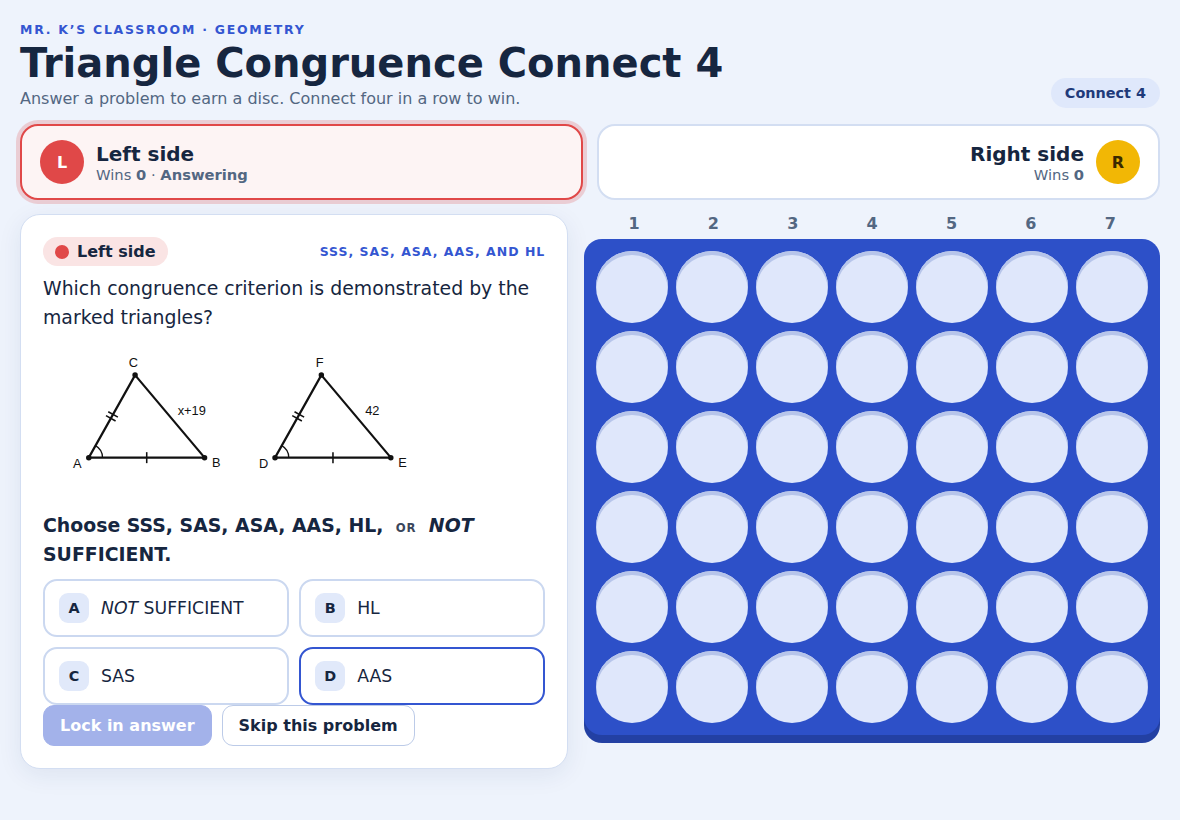 MR. K’S CLASSROOM · GEOMETRY
Triangle Congruence Connect 4
Answer a problem to earn a disc. Connect four in a row to win.
Connect 4
L
Left side
Wins 0 · Answering
Right side
Wins 0
R
Left side
SSS, SAS, ASA, AAS, AND HL
Which congruence criterion is demonstrated by the
marked triangles?
C
x+19
A
B
F
42
D
E
Choose SSS, SAS, ASA, AAS, HL, OR NOT
SUFFICIENT.
A NOT SUFFICIENT
B HL
C SAS
D AAS
Lock in answer
Skip this problem
1 2 3 4 5 6 7